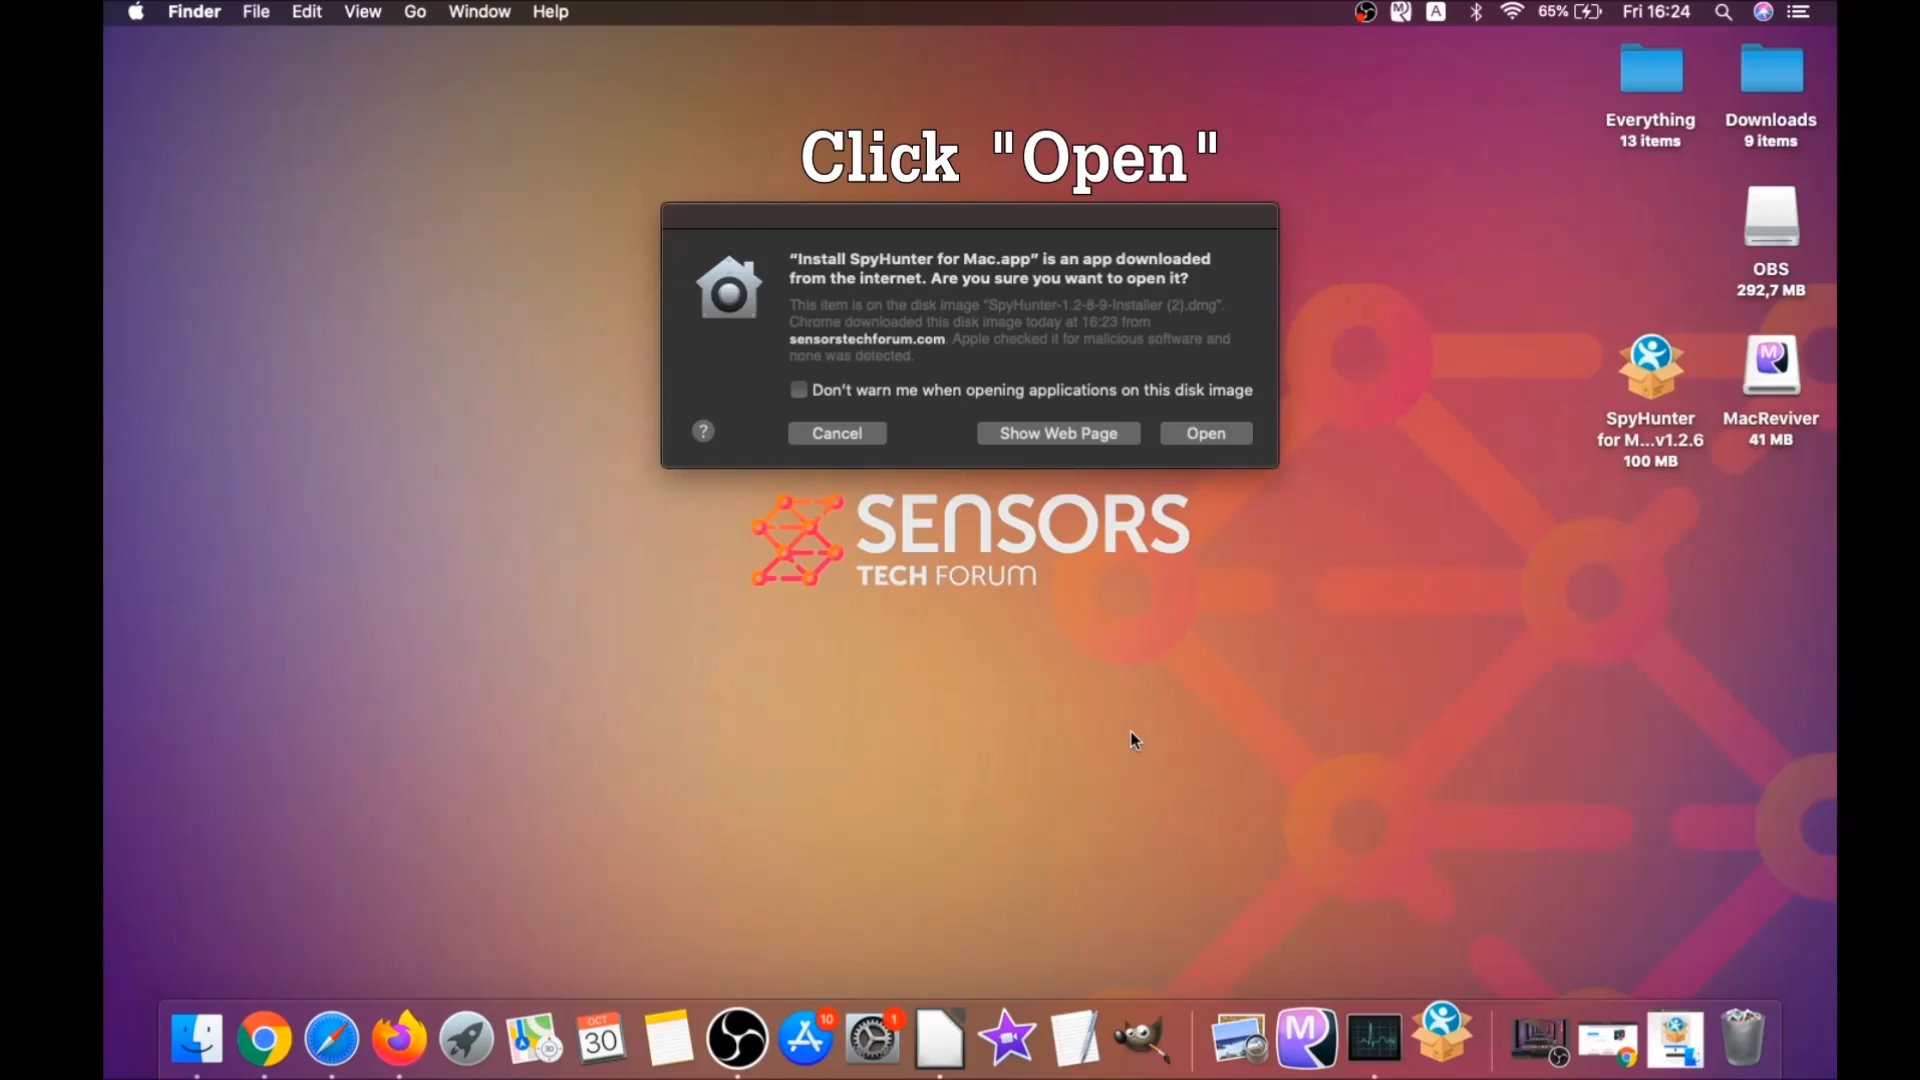 Finder File Edit View Go Window Help
A 65% Fri 16:24
Everything
13 items
Downloads
9 items
Click "Open"
OBS
292,7 MB
“Install SpyHunter for Mac.app” is an app downloaded
from the internet. Are you sure you want to open it?
This item is on the disk image “SpyHunter-1.2-8-9-Installer (2).dmg”.
Chrome downloaded this disk image today at 16:23 from
sensorstechforum.com. Apple checked it for malicious software and
none was detected.
Don't warn me when opening applications on this disk image
? Cancel Show Web Page Open
SpyHunter
for M...v1.2.6
100 MB
MacReviver
41 MB
SENSORS
TECH FORUM
OCT
30
10
1
M